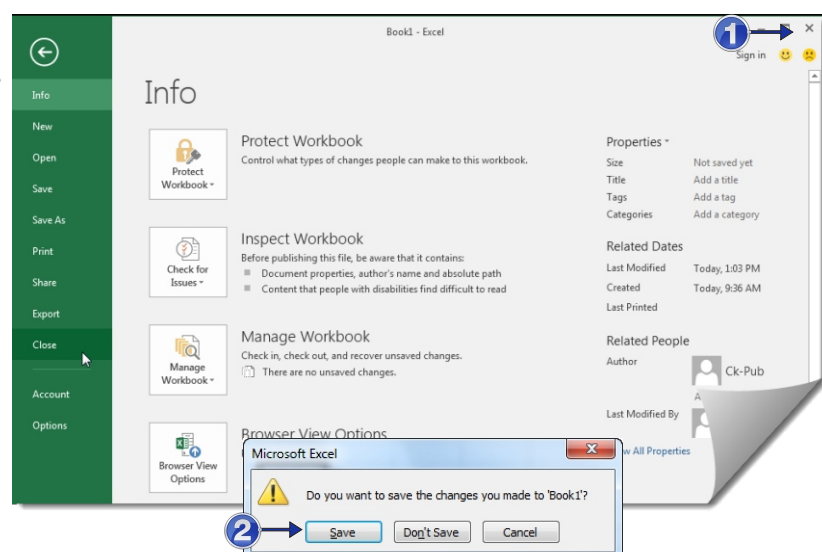 Book1 - Excel
1
Sign in
Info
New
Open
Save
Save As
Print
Share
Export
Close
Account
Options
Info
Protect
Workbook
Protect Workbook
Control what types of changes people can make to this workbook.
Check for
Issues
Inspect Workbook
Before publishing this file, be aware that it contains:
Document properties, author's name and absolute path
Content that people with disabilities find difficult to read
Manage
Workbook
Manage Workbook
Check in, check out, and recover unsaved changes.
There are no unsaved changes.
Browser View
Options
Browser View Options
Properties
Size Not saved yet
Title Add a title
Tags Add a tag
Categories Add a category
Related Dates
Last Modified Today, 1:03 PM
Created Today, 9:36 AM
Last Printed
Related People
Author Ck-Pub
Last Modified By
All Properties
Microsoft Excel
Do you want to save the changes you made to 'Book1'?
2
Save Don't Save Cancel